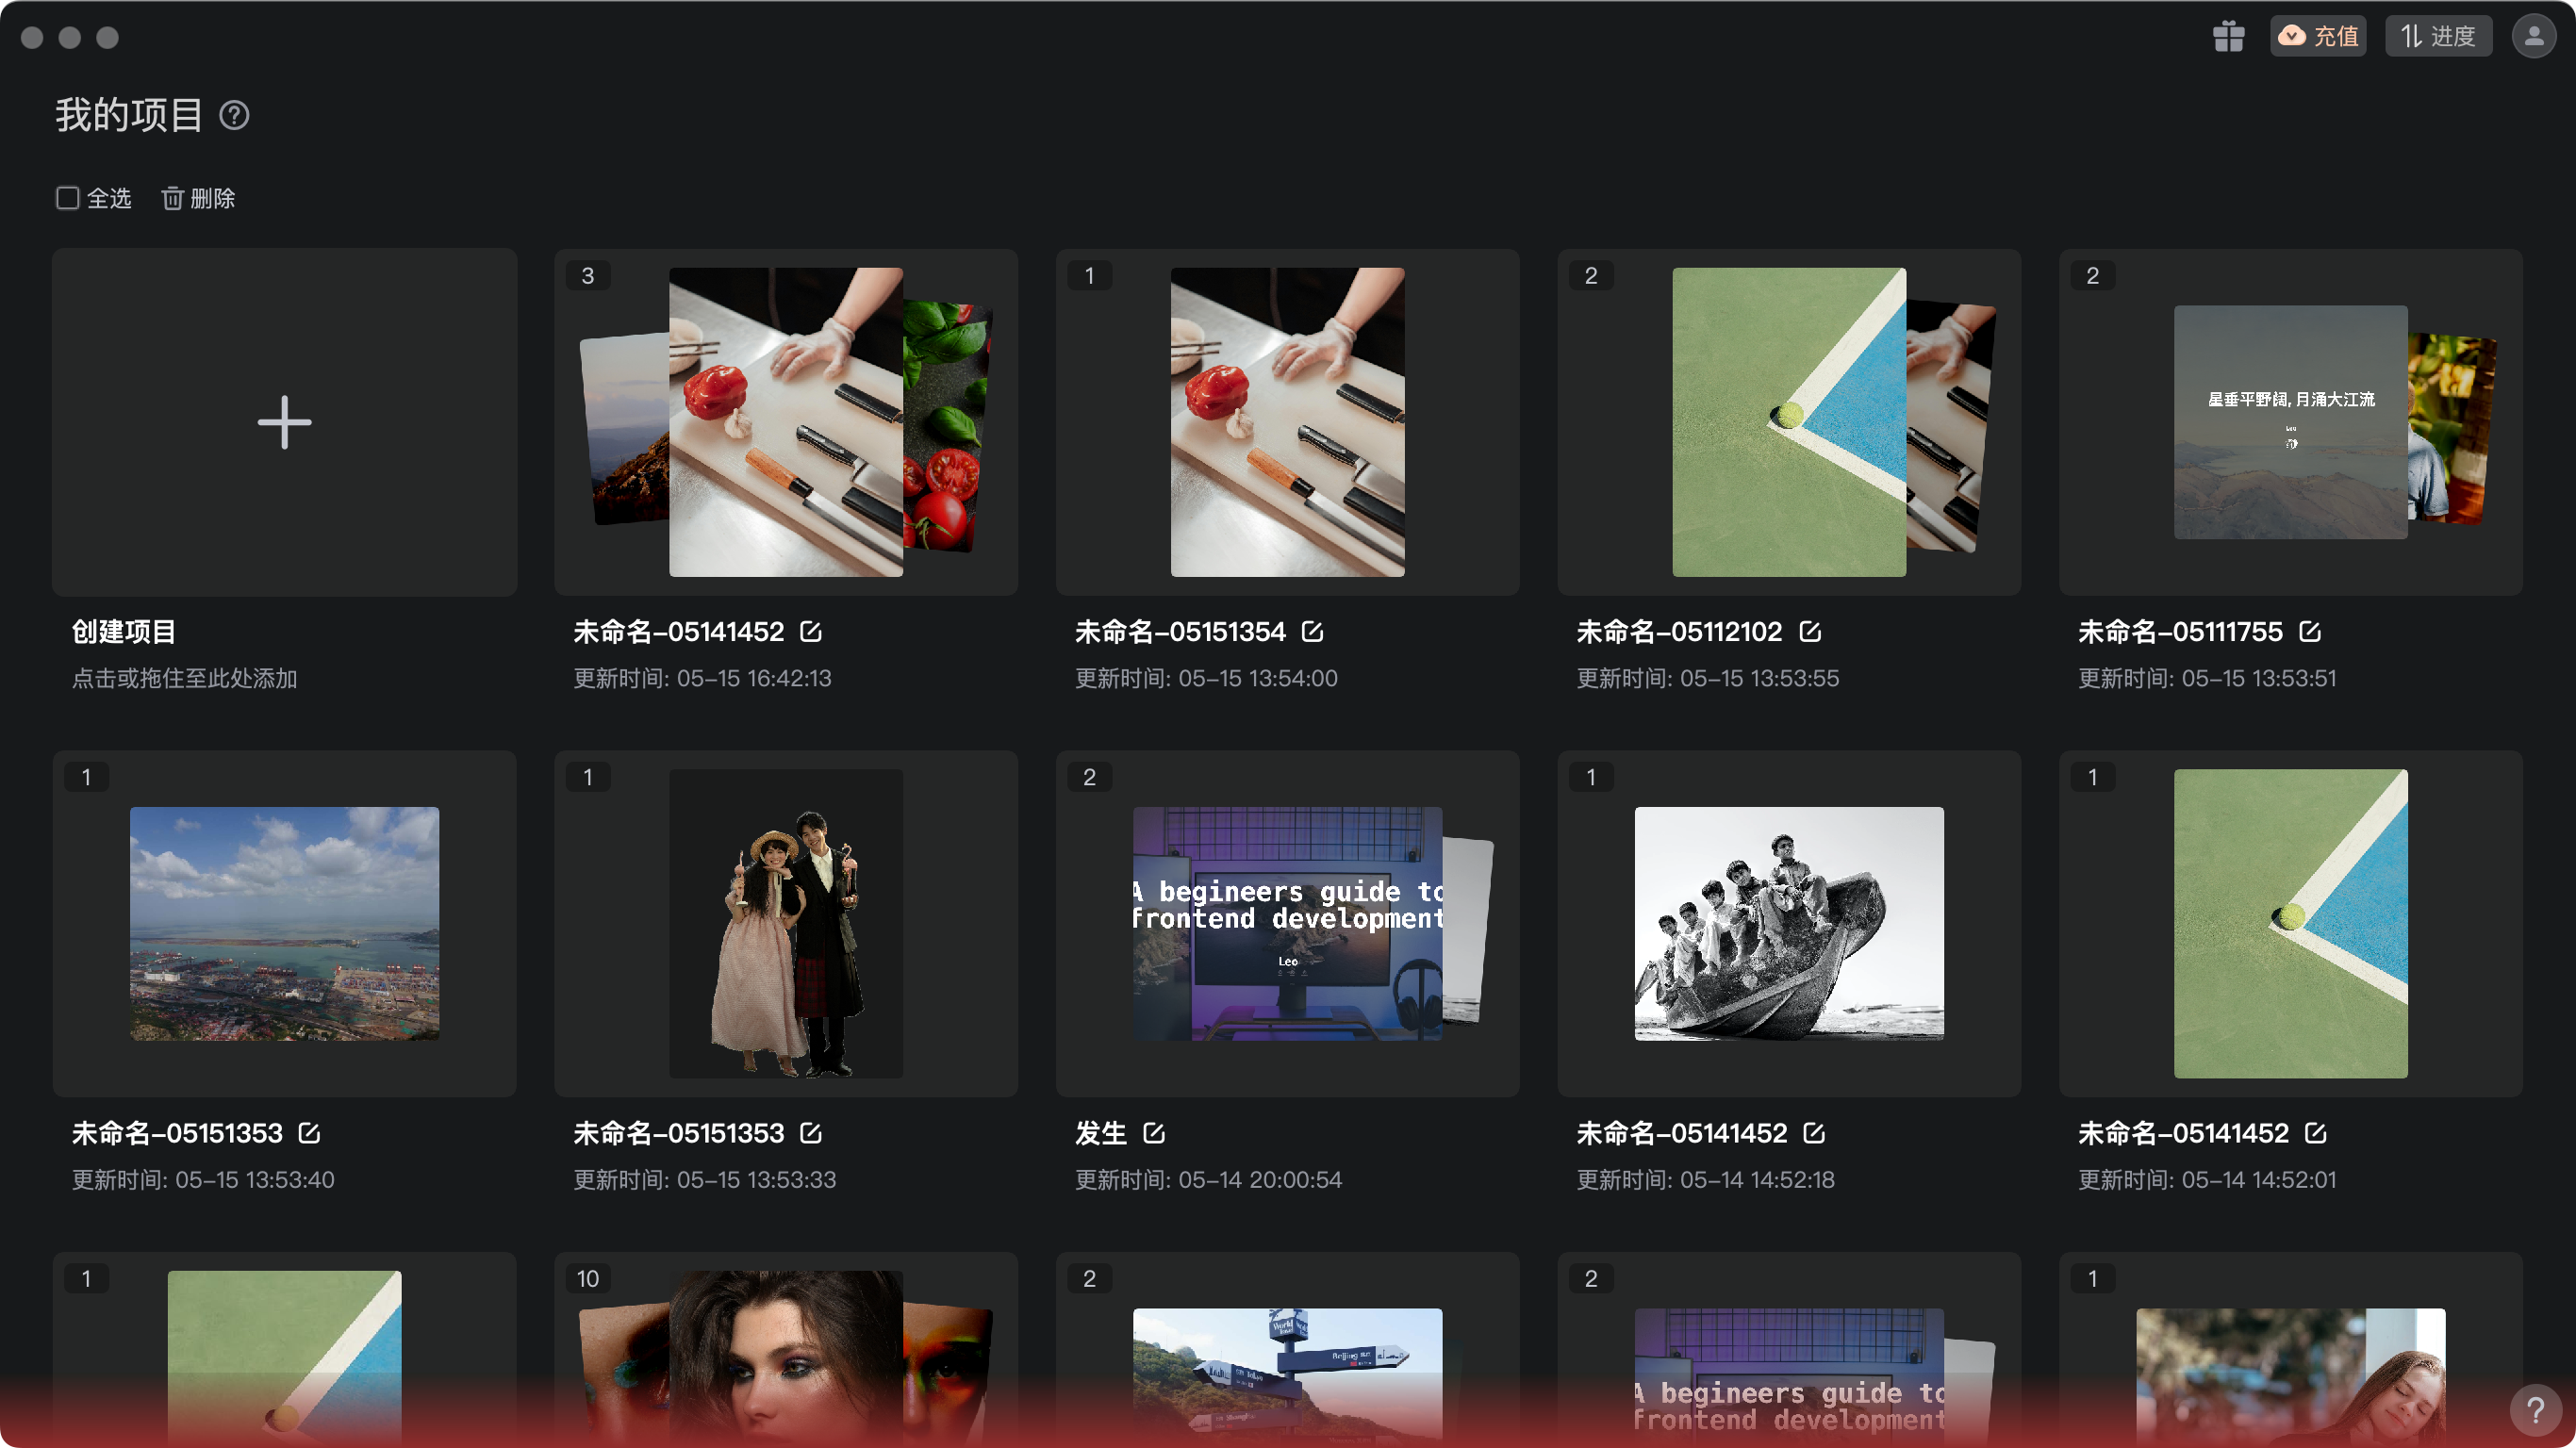 充值
进度
我的项目
全选
删除
3
1
2
2
星垂平野阔, 月涌大江流
创建项目
未命名-05141452
未命名-05151354
未命名-05112102
未命名-05111755
点击或拖住至此处添加
更新时间: 05-15 16:42:13
更新时间: 05-15 13:54:00
更新时间: 05-15 13:53:55
更新时间: 05-15 13:53:51
1
1
2
1
1
A begineers guide to
frontend development
Leo
未命名-05151353
未命名-05151353
发生
未命名-05141452
未命名-05141452
更新时间: 05-15 13:53:40
更新时间: 05-15 13:53:33
更新时间: 05-14 20:00:54
更新时间: 05-14 14:52:18
更新时间: 05-14 14:52:01
1
10
2
2
1
World
Beijing
A begineers guide to
frontend development